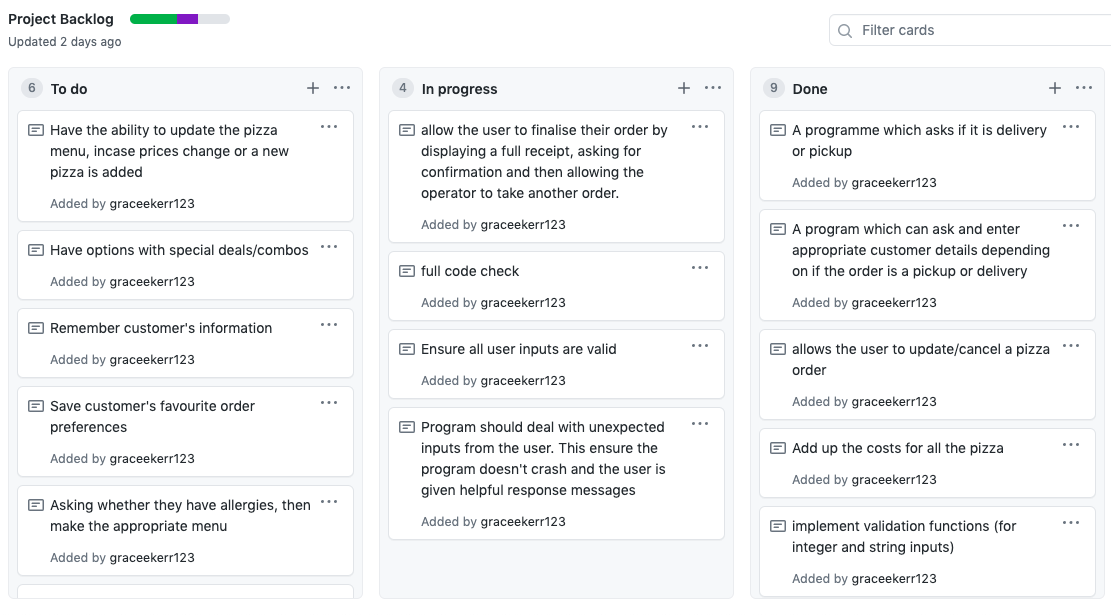 Project Backlog
Updated 2 days ago
Filter cards
6 To do
Have the ability to update the pizza
menu, incase prices change or a new
pizza is added
Added by graceekerr123
Have options with special deals/combos
Added by graceekerr123
Remember customer's information
Added by graceekerr123
Save customer's favourite order
preferences
Added by graceekerr123
Asking whether they have allergies, then
make the appropriate menu
Added by graceekerr123
4 In progress
allow the user to finalise their order by
displaying a full receipt, asking for
confirmation and then allowing the
operator to take another order.
Added by graceekerr123
full code check
Added by graceekerr123
Ensure all user inputs are valid
Added by graceekerr123
Program should deal with unexpected
inputs from the user. This ensure the
program doesn't crash and the user is
given helpful response messages
Added by graceekerr123
9 Done
A programme which asks if it is delivery
or pickup
Added by graceekerr123
A program which can ask and enter
appropriate customer details depending
on if the order is a pickup or delivery
Added by graceekerr123
allows the user to update/cancel a pizza
order
Added by graceekerr123
Add up the costs for all the pizza
Added by graceekerr123
implement validation functions (for
integer and string inputs)
Added by graceekerr123